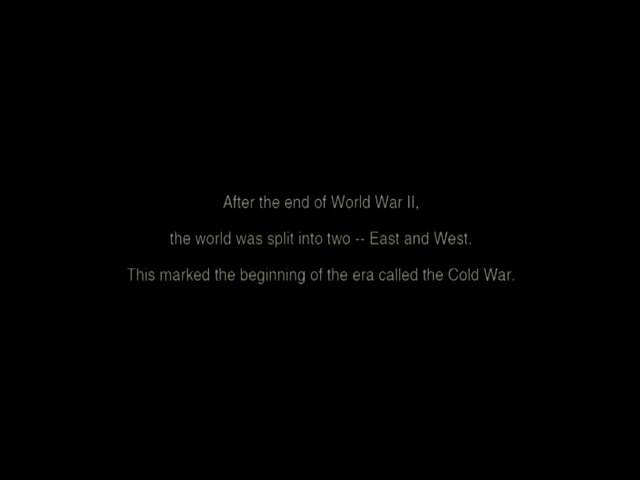 After the end of World War II,
the world was split into two -- East and West.
This marked the beginning of the era called the Cold War.